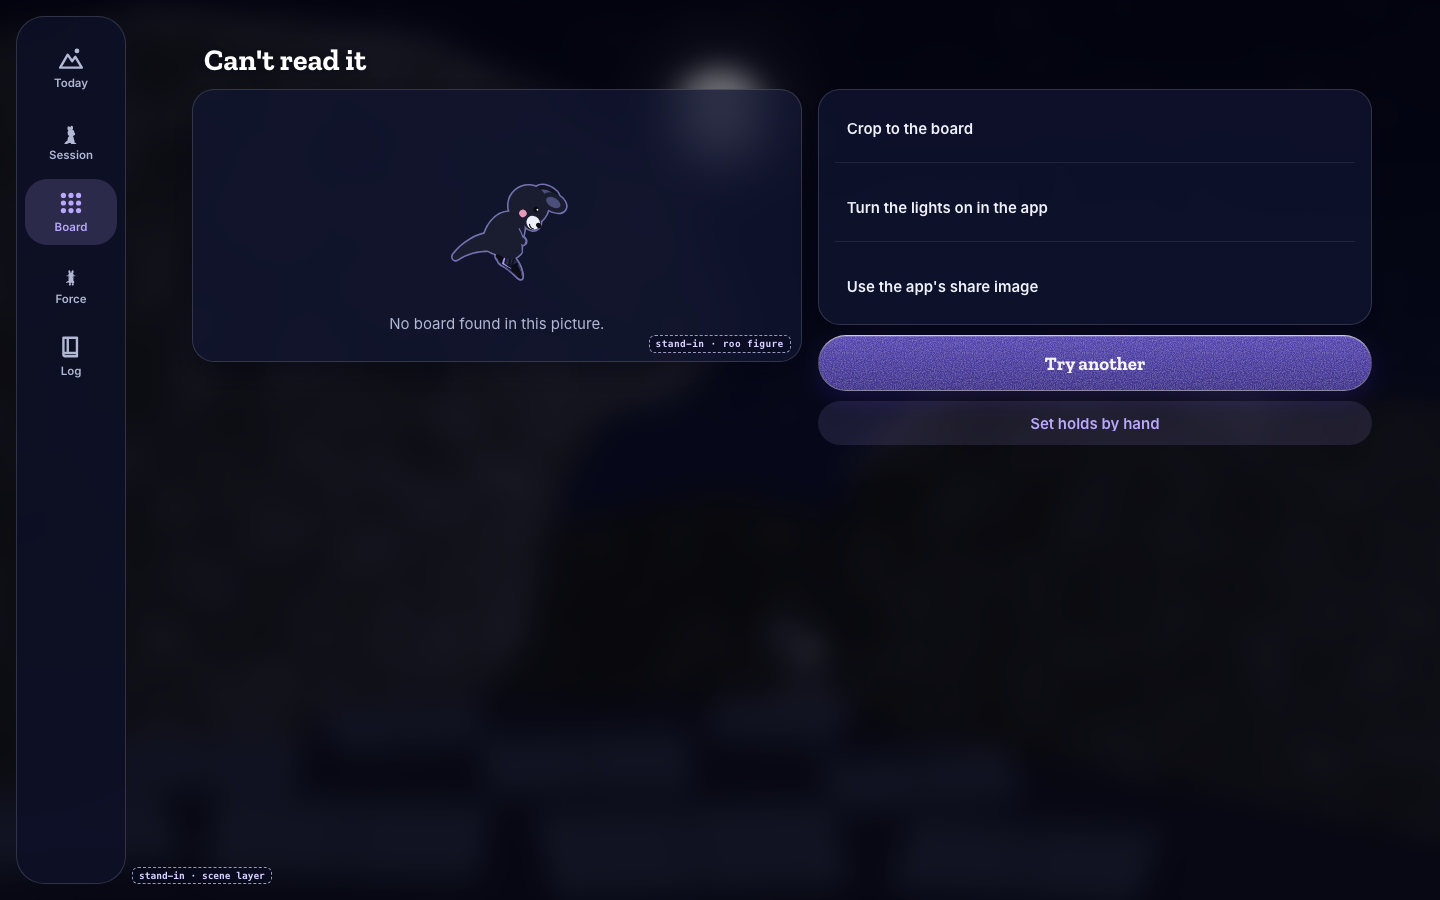 Today
Session
Board
Force
Log
Can't read it
No board found in this picture.
stand-in · roo figure
Crop to the board
Turn the lights on in the app
Use the app's share image
Try another
Set holds by hand
stand-in · scene layer